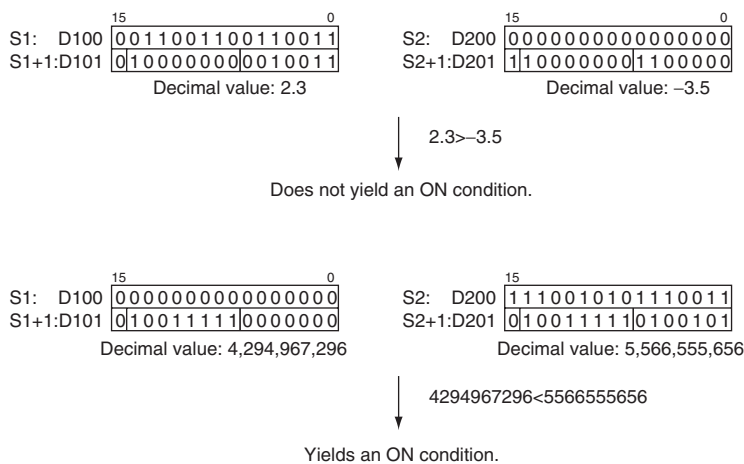 15 0 15 0
S1: D100 0011001100110011 S2: D200 0000000000000000
S1+1:D101 0100000000010011 S2+1:D201 1100000001100000
Decimal value: 2.3 Decimal value: −3.5
2.3>−3.5
Does not yield an ON condition.
15 0 15
S1: D100 0000000000000000 S2: D200 1110010101110011
S1+1:D101 0100111110000000 S2+1:D201 0100111110100101
Decimal value: 4,294,967,296 Decimal value: 5,566,555,656
4294967296<5566555656
Yields an ON condition.